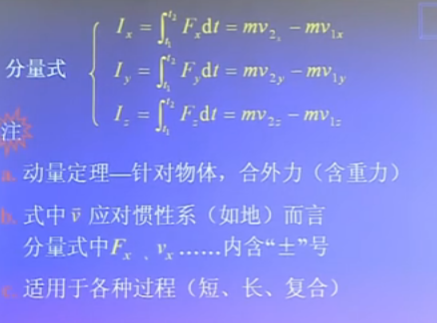 I_x = ∫_{t_1}^{t_2} F_x dt = mv_{2x} - mv_{1x}
分量式 I_y = ∫_{t_1}^{t_2} F_y dt = mv_{2y} - mv_{1y}
I_z = ∫_{t_1}^{t_2} F_z dt = mv_{2z} - mv_{1z}
注
a. 动量定理—针对物体，合外力（含重力）
b. 式中 v⃗ 应对惯性系（如地）而言
分量式中F_x 、v_x ……内含“±”号
c. 适用于各种过程（短、长、复合）